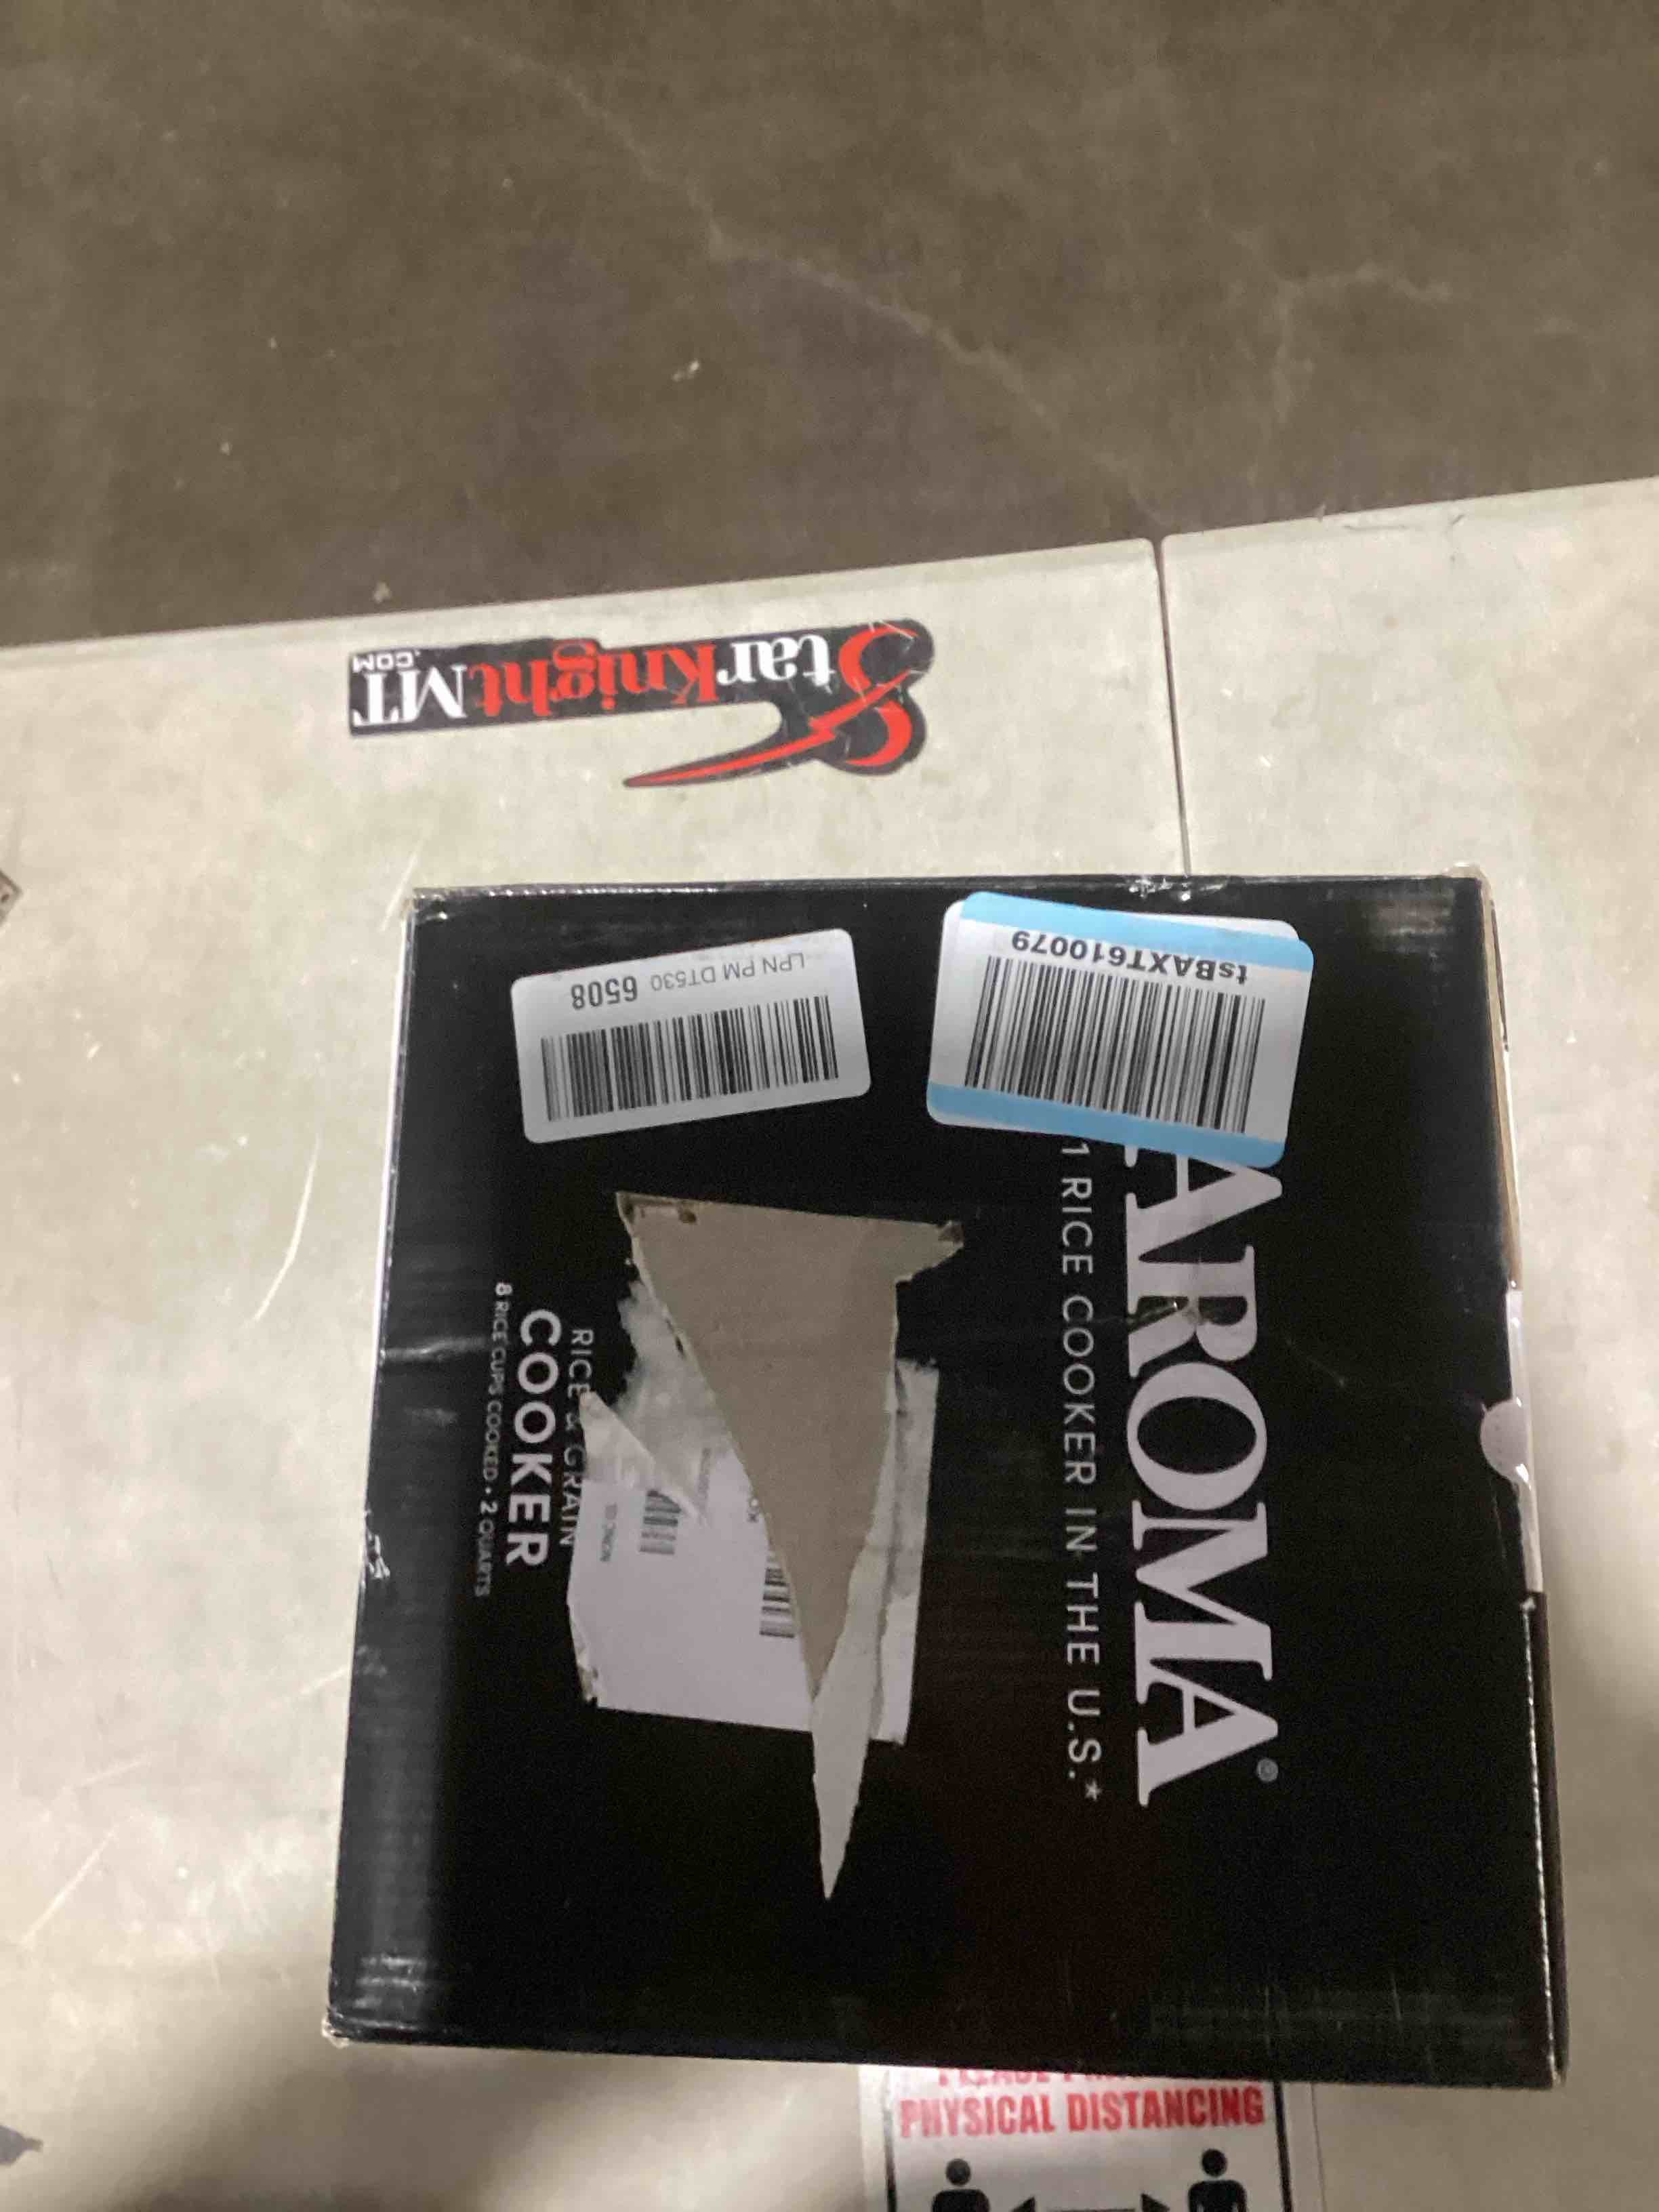 StarKnightMT
.COM
LPN PM DT530 6508
tsBAXT610079
AROMA®
1 RICE COOKER IN THE U.S.*
RICE & GRAIN
COOKER
8 RICE CUPS COOKED • 2 QUARTS
PHYSICAL DISTANCING